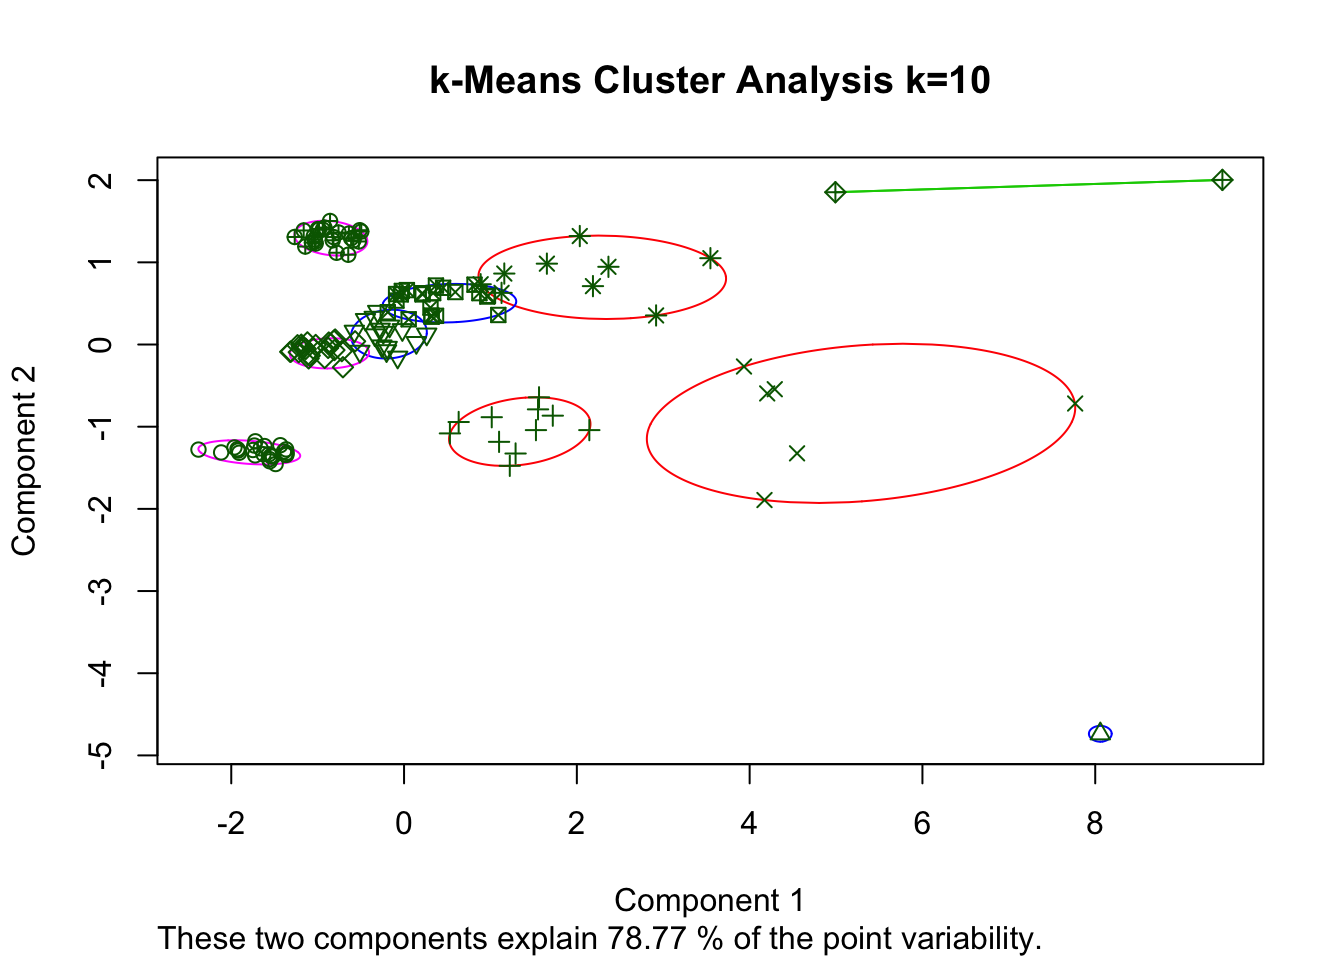 k-Means Cluster Analysis k=10
2
1
0
-1
-2
-3
-4
-5
Component 2
-2 0 2 4 6 8
Component 1
These two components explain 78.77 % of the point variability.